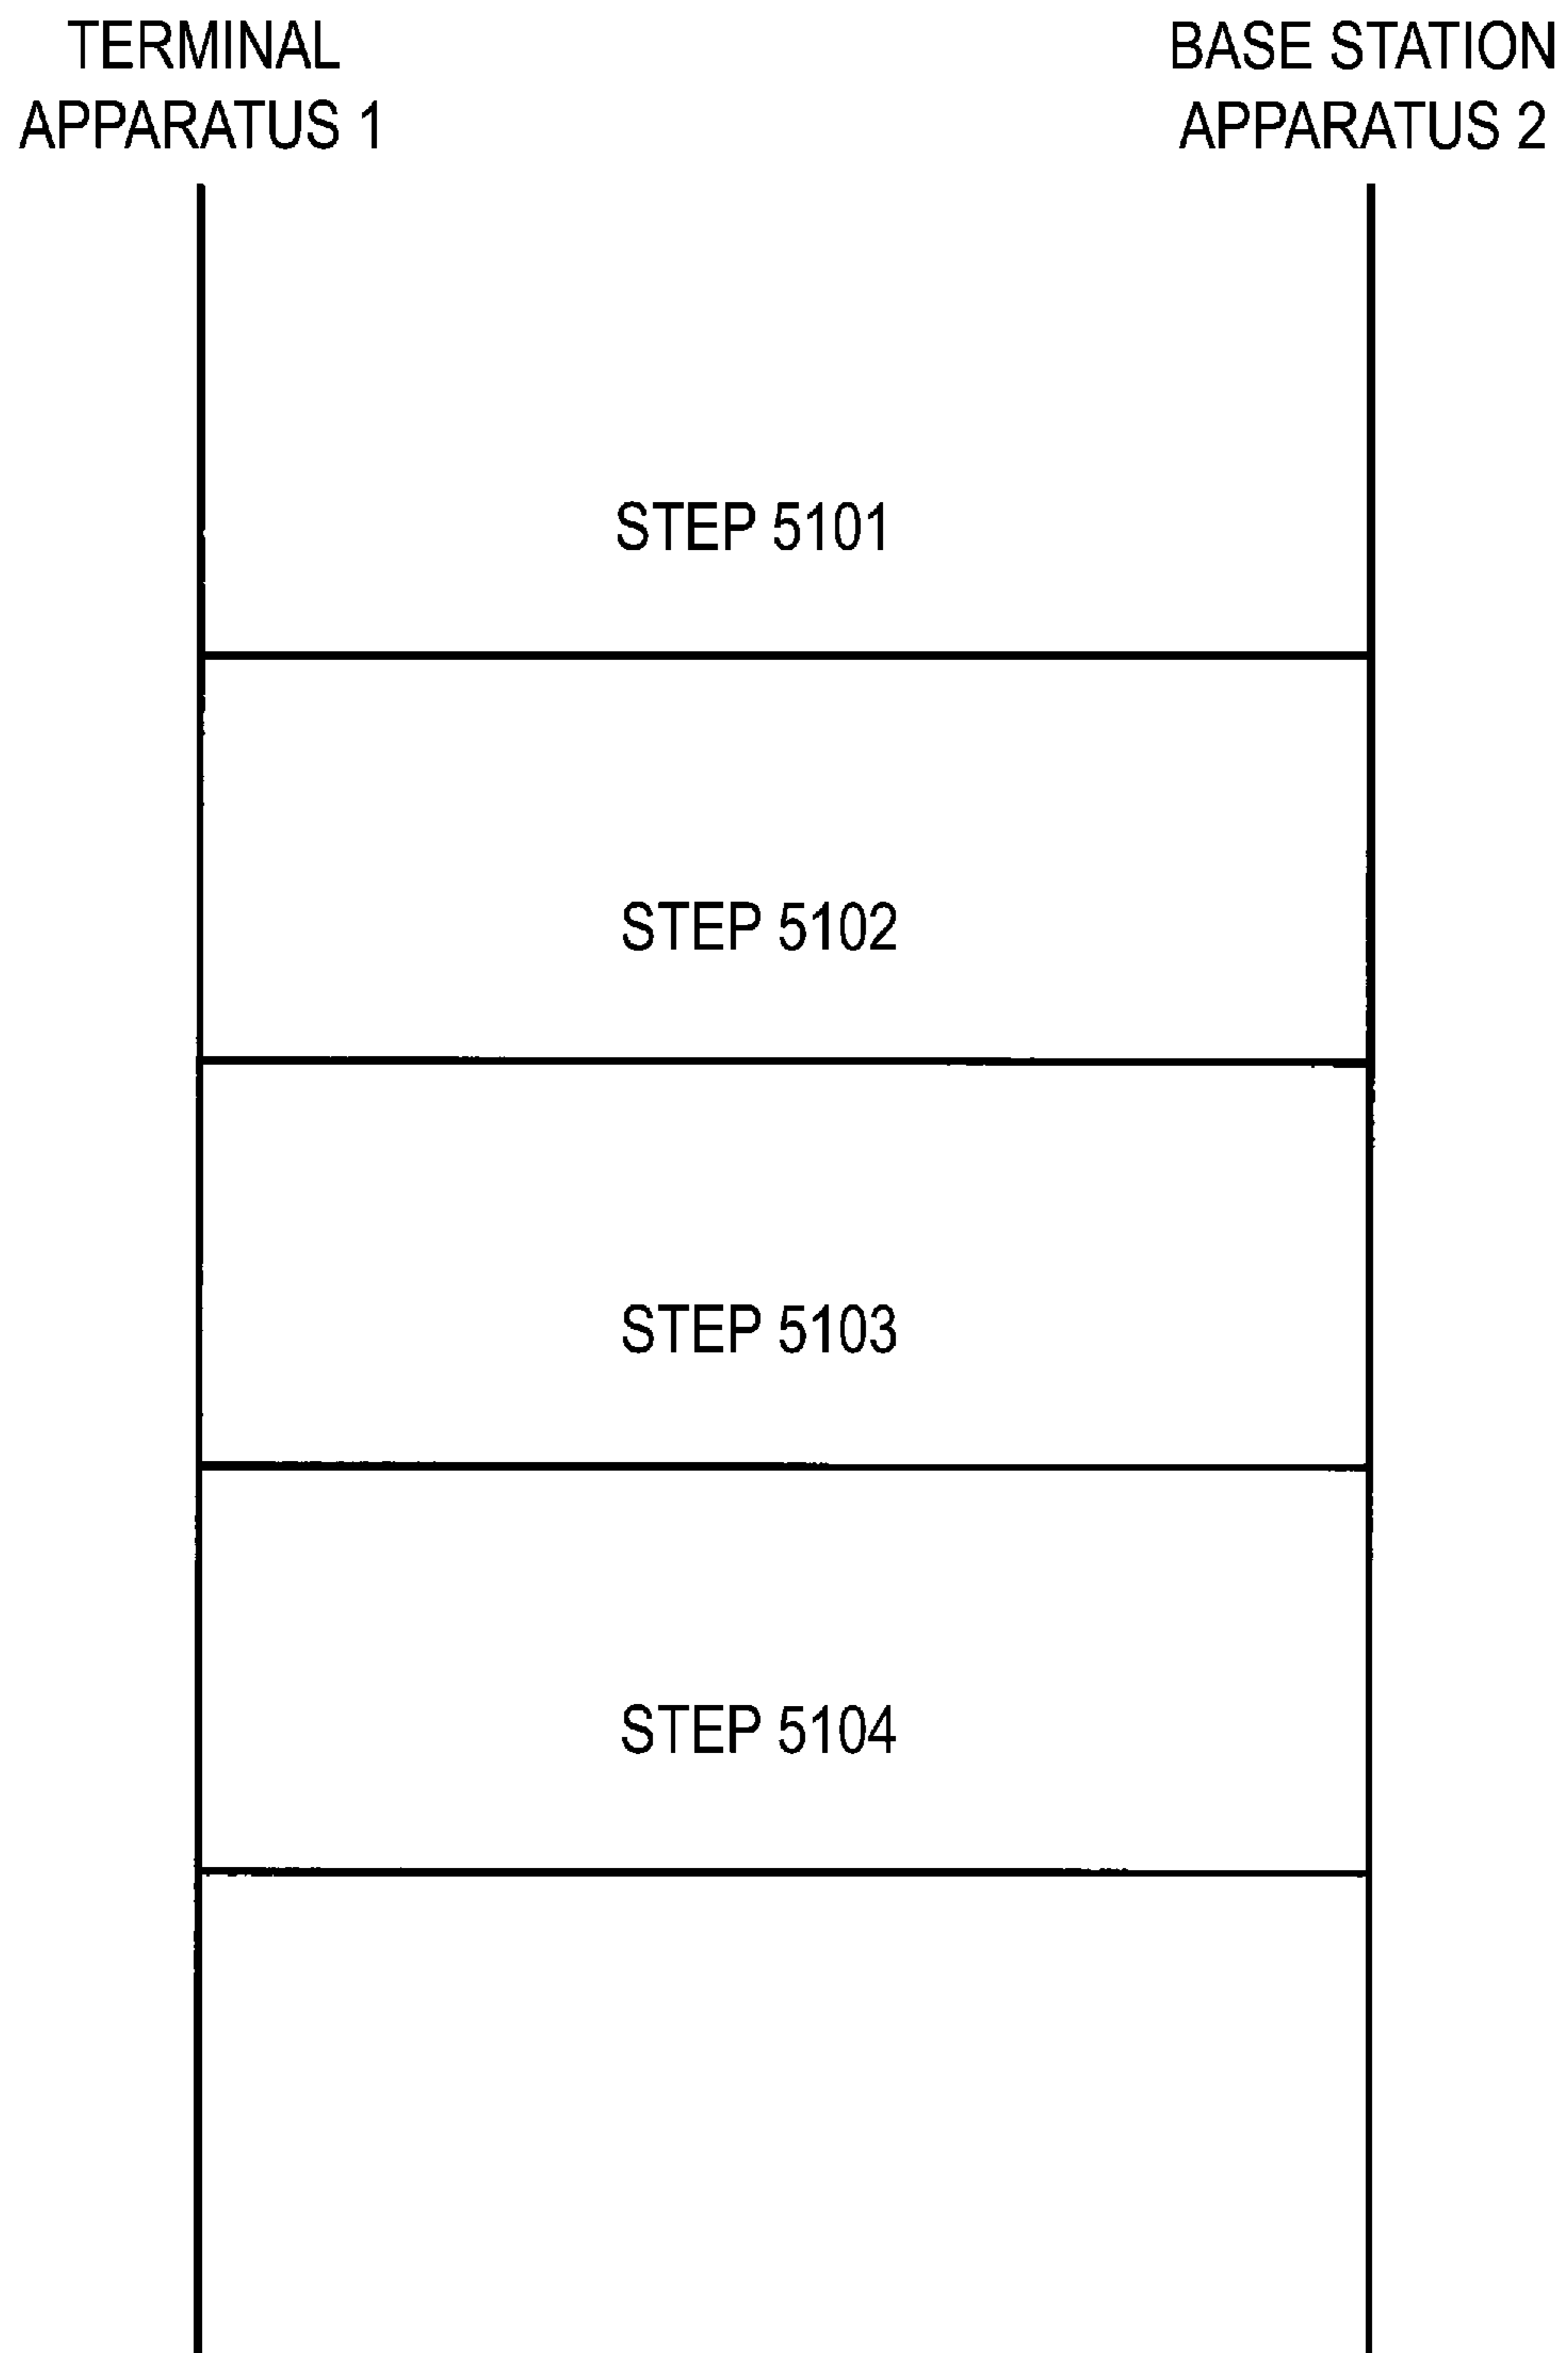 TERMINAL
APPARATUS 1
BASE STATION
APPARATUS 2
STEP 5101
STEP 5102
STEP 5103
STEP 5104